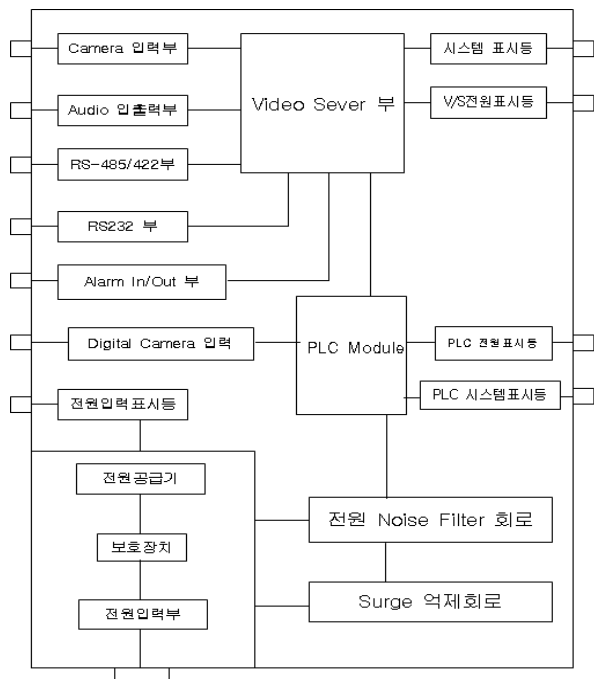 Camera 입력부
시스템 표시등
Audio 입출력부
Video Sever 부
V/S전원표시등
RS-485/422부
RS232 부
Alarm In/Out 부
Digital Camera 입력
PLC Module
PLC 전원표시등
전원입력표시등
PLC 시스템표시등
전원공급기
전원 Noise Filter 회로
보호장치
전원입력부
Surge 억제회로